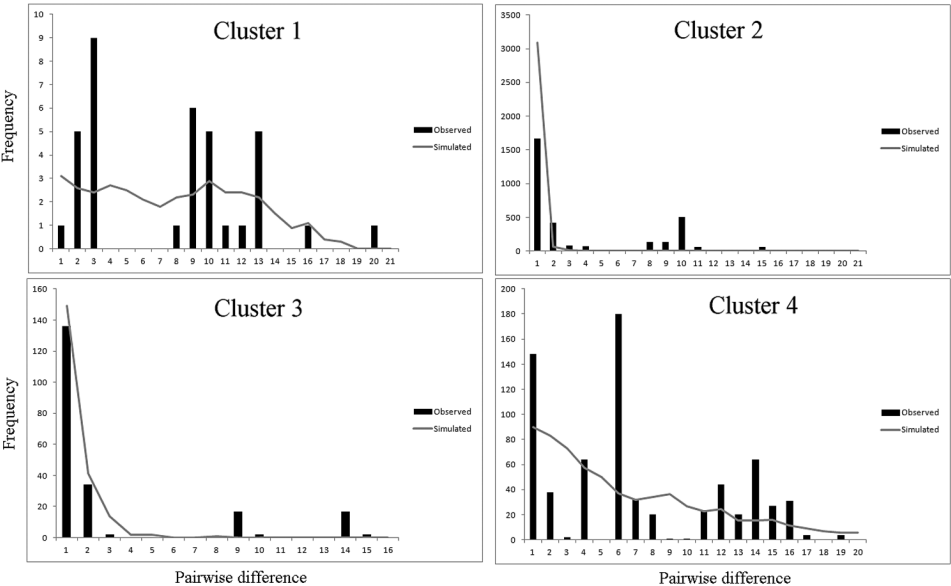 Cluster 1
Frequency
10
9
8
7
6
5
4
3
2
1
0
1 2 3 4 5 6 7 8 9 10 11 12 13 14 15 16 17 18 19 20 21
Observed
Simulated
Cluster 2
3500
3000
2500
2000
1500
1000
500
0
1 2 3 4 5 6 7 8 9 10 11 12 13 14 15 16 17 18 19 20 21
Observed
Simulated
Cluster 3
Frequency
160
140
120
100
80
60
40
20
0
1 2 3 4 5 6 7 8 9 10 11 12 13 14 15 16
Observed
Simulated
Pairwise difference
Cluster 4
200
180
160
140
120
100
80
60
40
20
0
1 2 3 4 5 6 7 8 9 10 11 12 13 14 15 16 17 18 19 20
Observed
Simulated
Pairwise difference